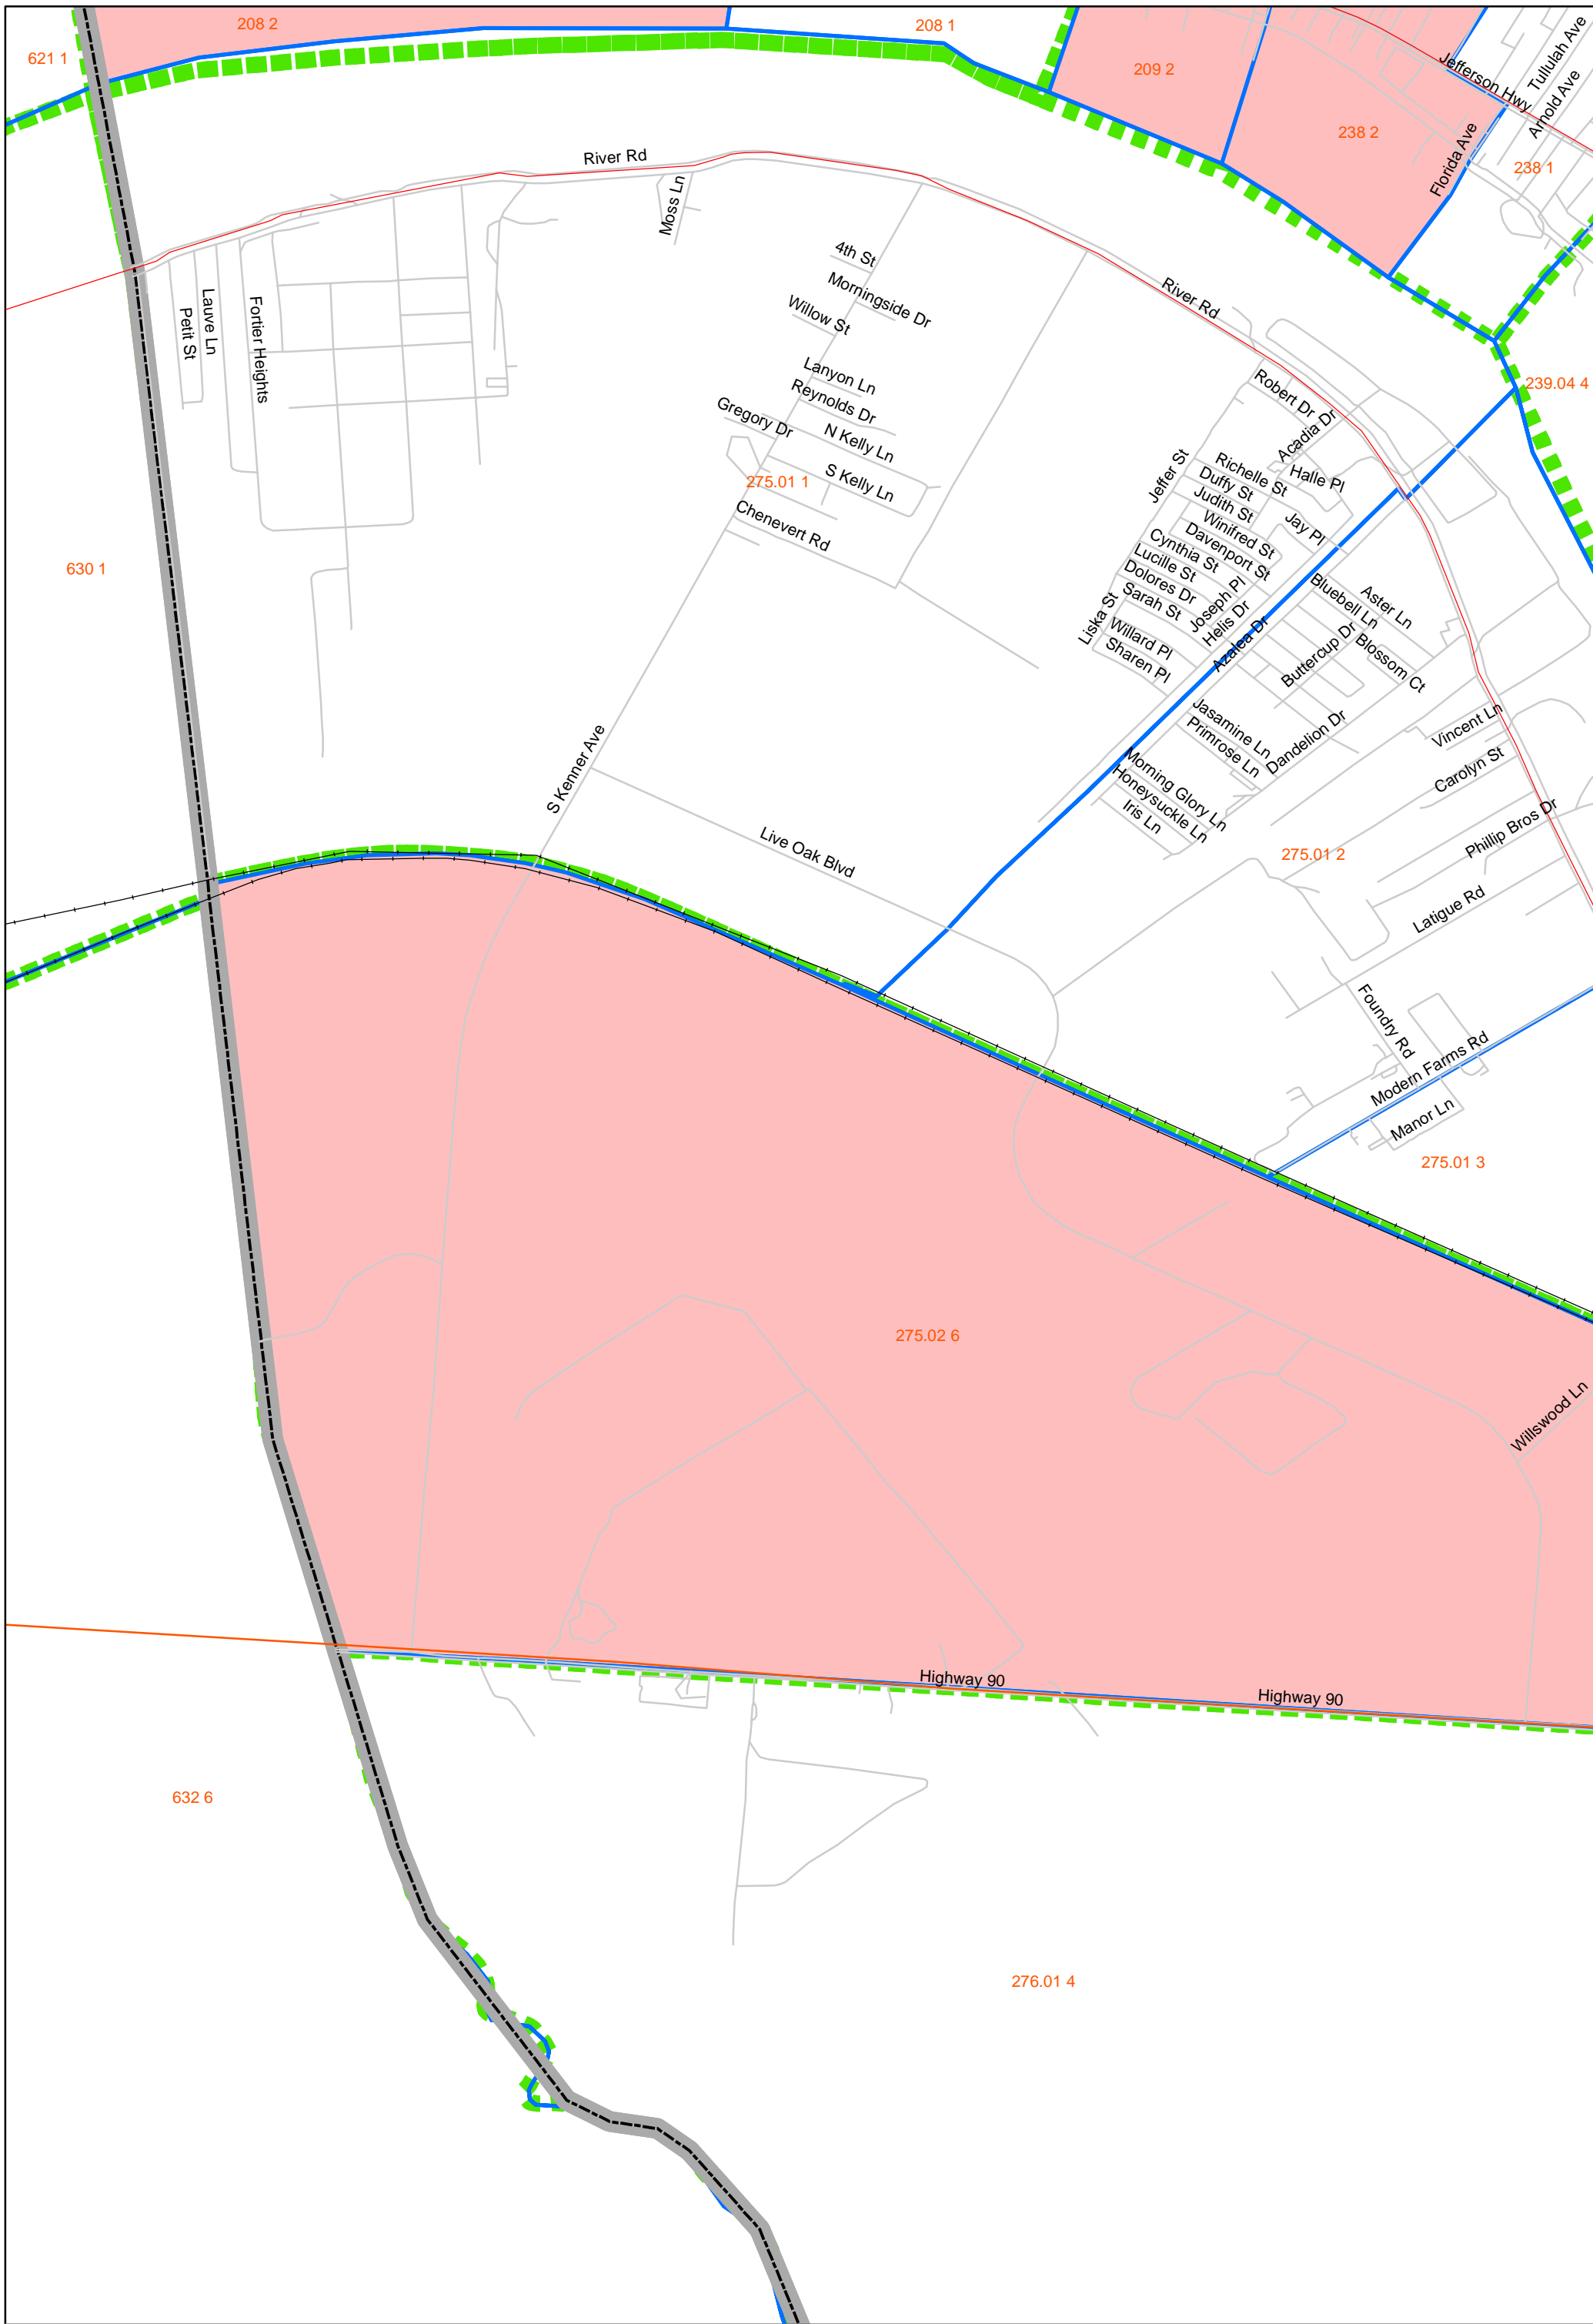 208 2
208 1
621 1
209 2
Jefferson Hwy
Tullulah Ave
Arnold Ave
238 2
Florida Ave
238 1
River Rd
Moss Ln
4th St
Morningside Dr
Willow St
River Rd
Petit St
Lauve Ln
Fortier Heights
Lanyon Ln
Reynolds Dr
Gregory Dr
N Kelly Ln
S Kelly Ln
275.01 1
Chenevert Rd
239.04 4
Robert Dr
Acadia Dr
Halle Pl
Jeffer St
Richelle St
Duffy St
Judith St
Jay Pl
Winifred St
Davenport St
Cynthia St
Lucille St
Dolores Dr
Sarah St
Joseph Pl
Helis Dr
Liska St
Willard Pl
Sharen Pl
Azalea Dr
630 1
Aster Ln
Bluebell Ln
Buttercup Dr
Blossom Ct
Jasamine Ln
Primrose Ln
Dandelion Dr
Vincent Ln
Carolyn St
Morning Glory Ln
Honeysuckle Ln
Iris Ln
S Kenner Ave
Live Oak Blvd
275.01 2
Phillip Bros Dr
Latigue Rd
Foundry Rd
Modern Farms Rd
Manor Ln
275.01 3
275.02 6
Willswood Ln
Highway 90
Highway 90
632 6
276.01 4